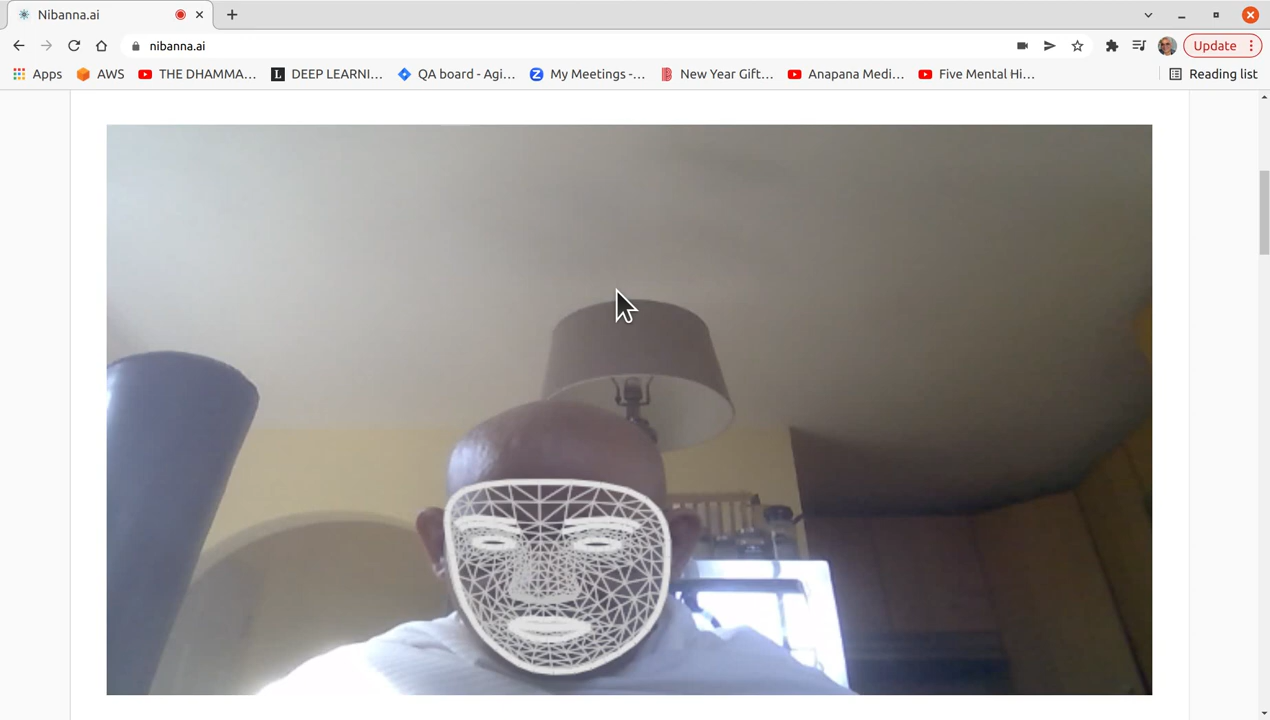 Nibanna.ai
nibanna.ai
Update
Apps
AWS
THE DHAMMA...
L DEEP LEARNI...
QA board - Agi...
Z My Meetings -...
B New Year Gift...
Anapana Medi...
Five Mental Hi...
Reading list